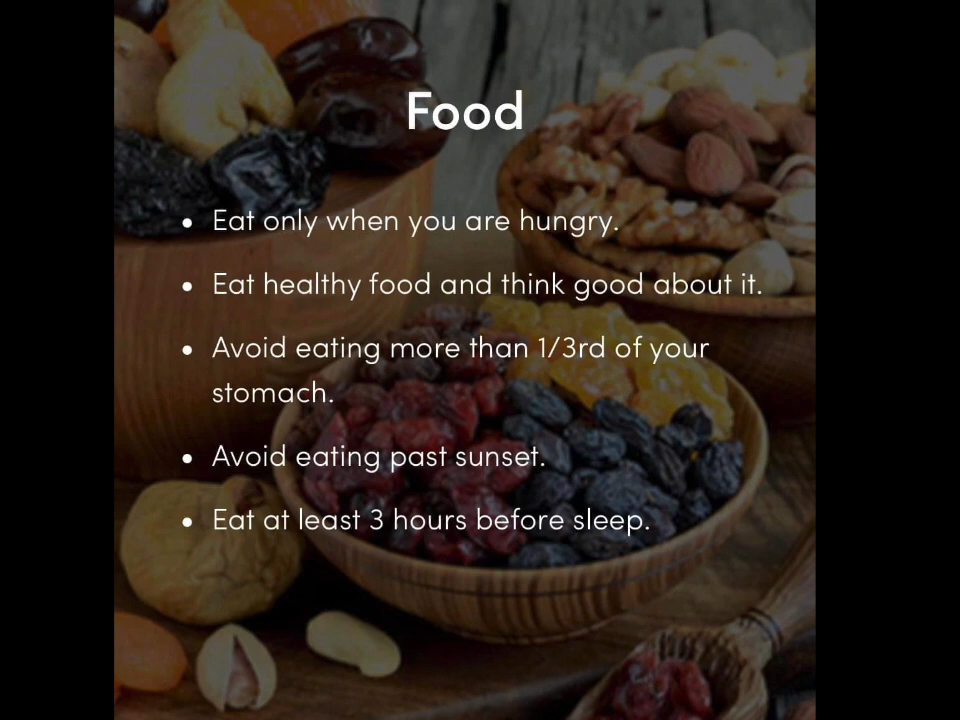 Food
• Eat only when you are hungry.
• Eat healthy food and think good about it.
• Avoid eating more than 1/3rd of your
stomach.
• Avoid eating past sunset.
• Eat at least 3 hours before sleep.